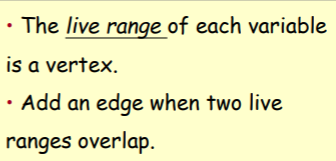 • The live range of each variable
is a vertex.
• Add an edge when two live
ranges overlap.